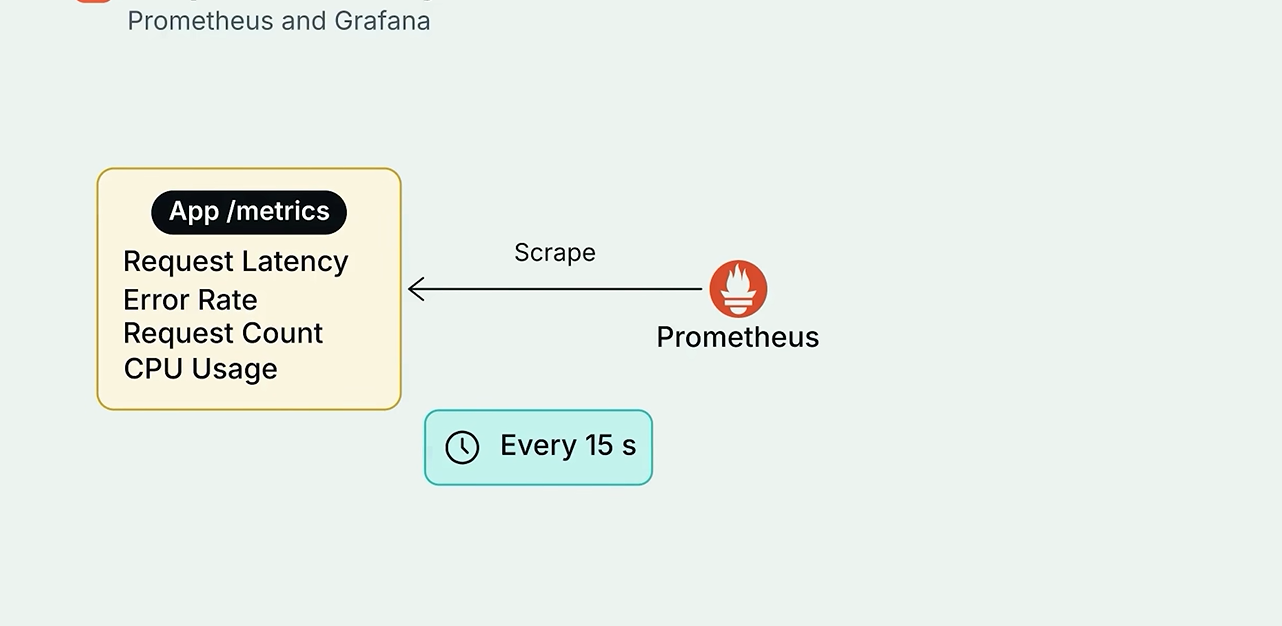 Prometheus and Grafana
App /metrics
Request Latency
Error Rate
Request Count
CPU Usage
Scrape
Prometheus
Every 15 s